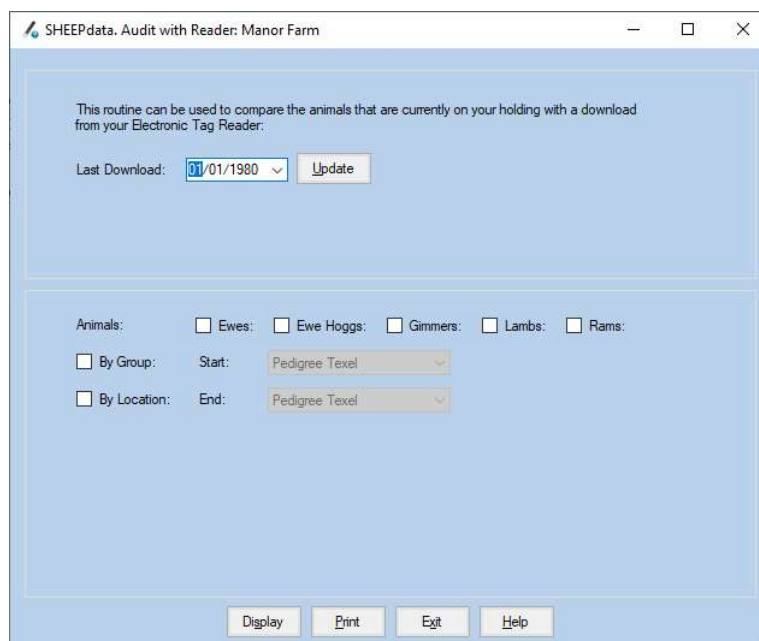 SHEEPdata. Audit with Reader: Manor Farm
This routine can be used to compare the animals that are currently on your holding with a download
from your Electronic Tag Reader:
Last Download: 01/01/1980 Update
Animals: Ewes: Ewe Hoggs: Gimmers: Lambs: Rams:
By Group: Start: Pedigree Texel
By Location: End: Pedigree Texel
Display Print Exit Help